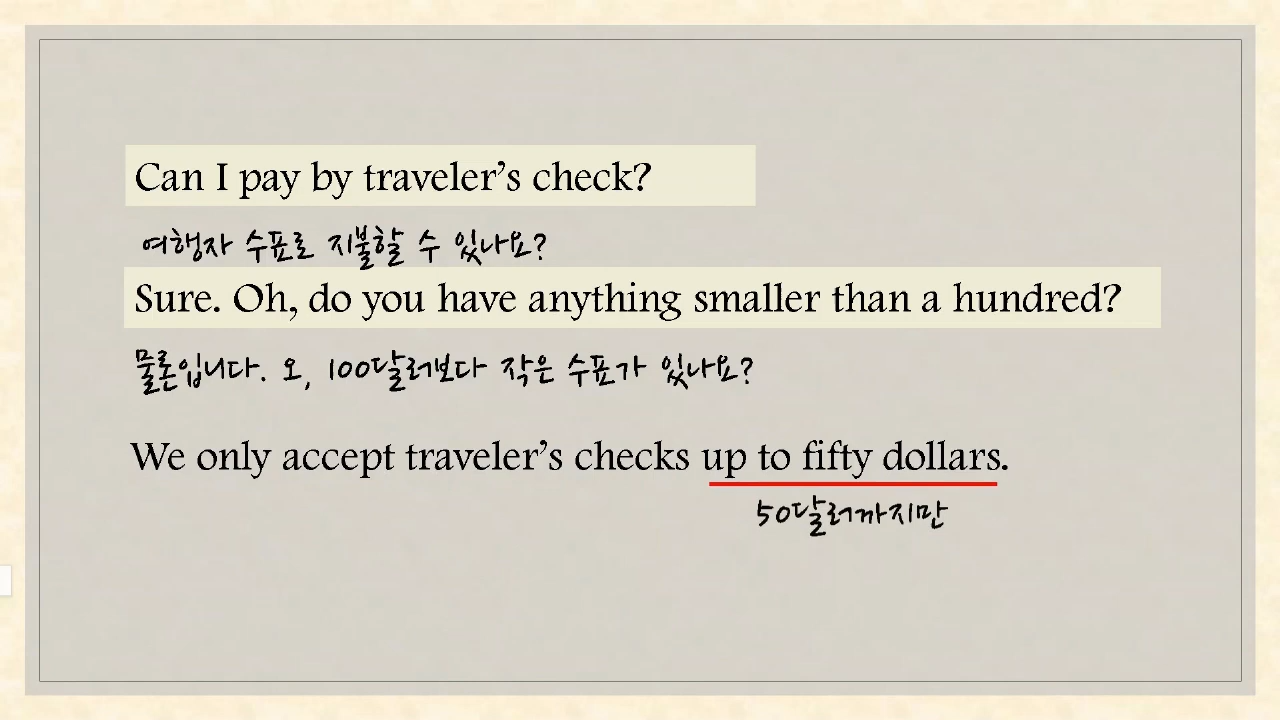 Can I pay by traveler's check?
여행자 수표로 지불할 수 있나요?
Sure. Oh, do you have anything smaller than a hundred?
물론입니다. 오, 100달러보다 작은 수표가 있나요?
We only accept traveler's checks up to fifty dollars.
50달러까지만